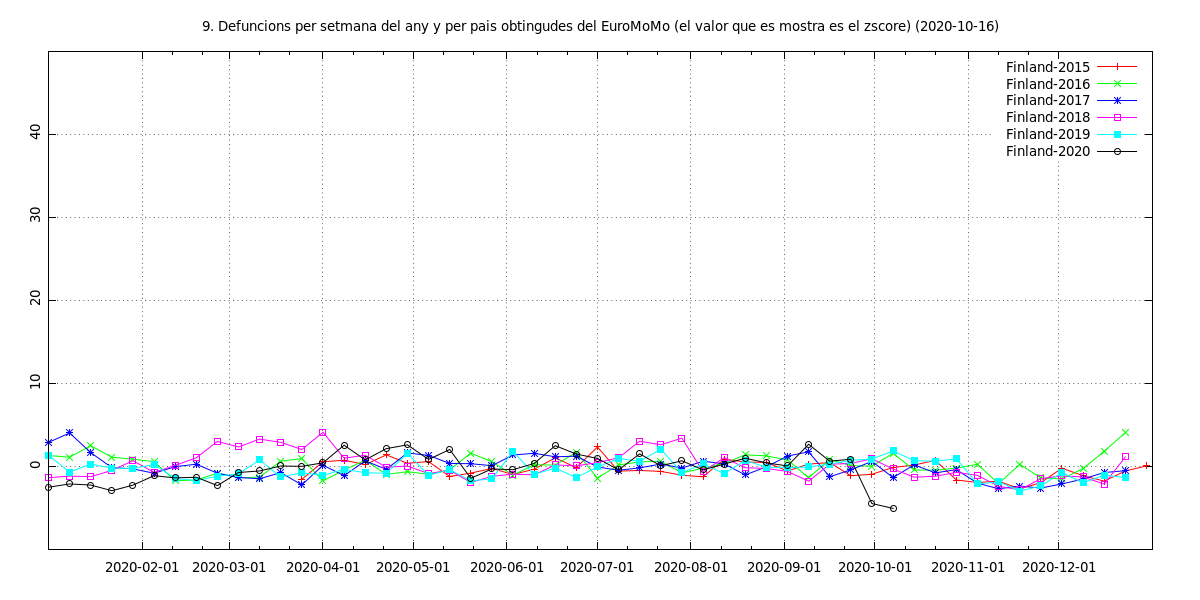 9. Defuncions per setmana del any y per pais obtingudes del EuroMoMo (el valor que es mostra es el zscore) (2020-10-16)
Finland-2015
Finland-2016
Finland-2017
Finland-2018
Finland-2019
Finland-2020
40
30
20
10
0
2020-02-01 2020-03-01 2020-04-01 2020-05-01 2020-06-01 2020-07-01 2020-08-01 2020-09-01 2020-10-01 2020-11-01 2020-12-01